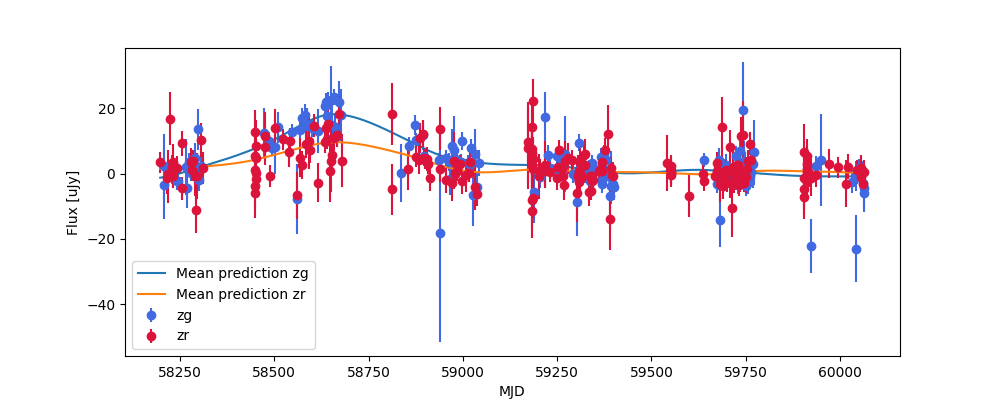 20
0
−20
−40
Flux [uJy]
58250
58500
58750
59000
59250
59500
59750
60000
MJD
Mean prediction zg
Mean prediction zr
zg
zr